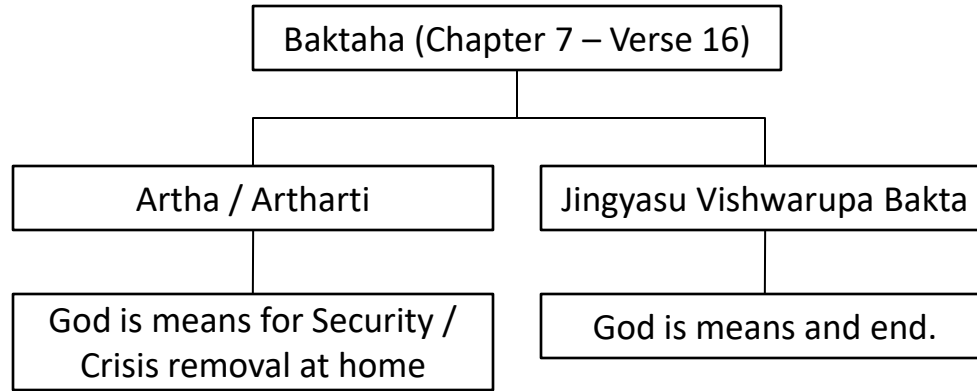 Baktaha (Chapter 7 – Verse 16)
Artha / Artharti
Jingyasu Vishwarupa Bakta
God is means for Security /
Crisis removal at home
God is means and end.